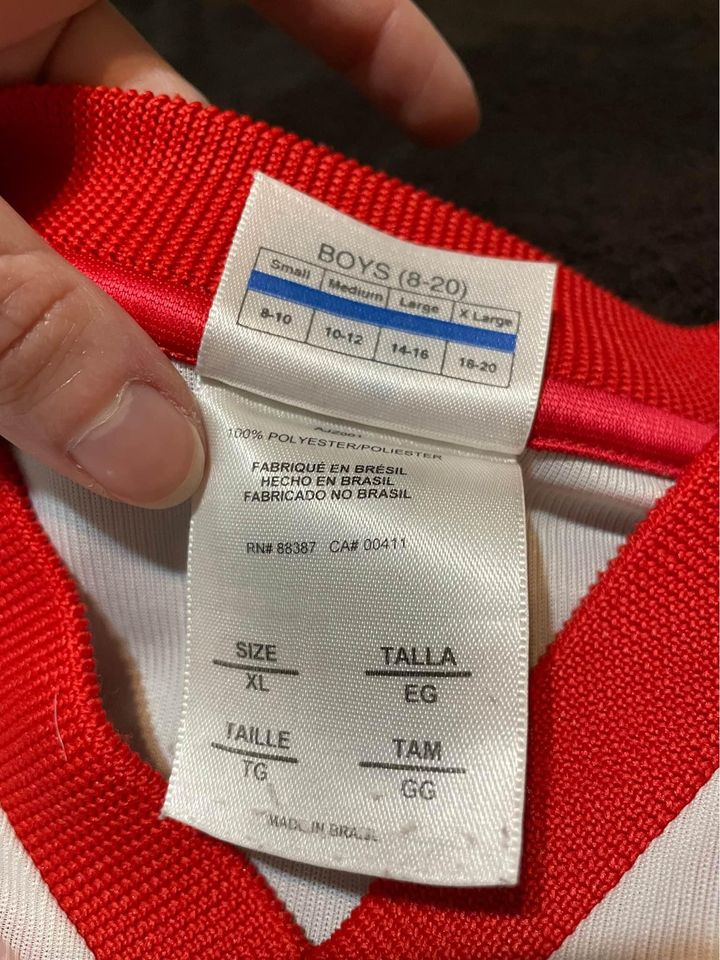 BOYS (8-20)
Small Medium Large X Large
8-10 10-12 14-16 18-20
100% POLYESTER/POLIESTER
FABRIQUÉ EN BRÉSIL
HECHO EN BRASIL
FABRICADO NO BRASIL
RN# 88387 CA# 00411
SIZE TALLA
XL EG
TAILLE TAM
TG GG
MADE IN BRASIL